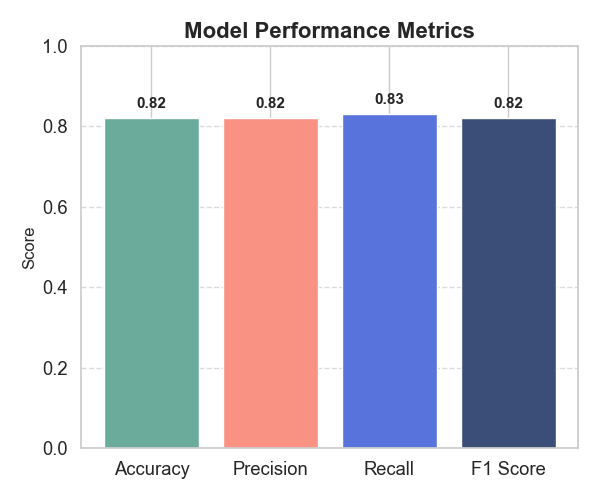 Model Performance Metrics
1.0
0.8
0.6
0.4
0.2
0.0
Score
0.82
0.82
0.83
0.82
Accuracy
Precision
Recall
F1 Score